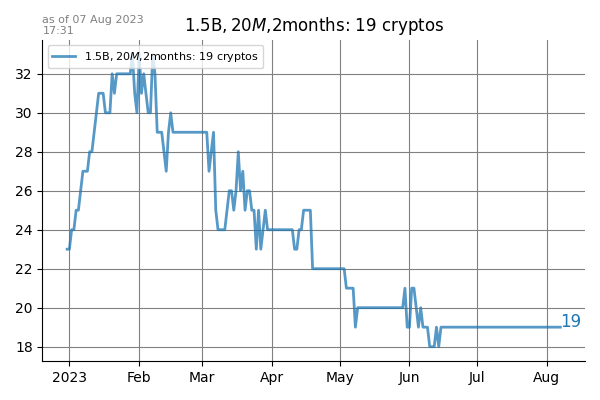 as of 07 Aug 2023
17:31
1.5B, 20M,2months: 19 cryptos
1.5B, 20M,2months: 19 cryptos
32
30
28
26
24
22
20
18
19
2023 Feb Mar Apr May Jun Jul Aug